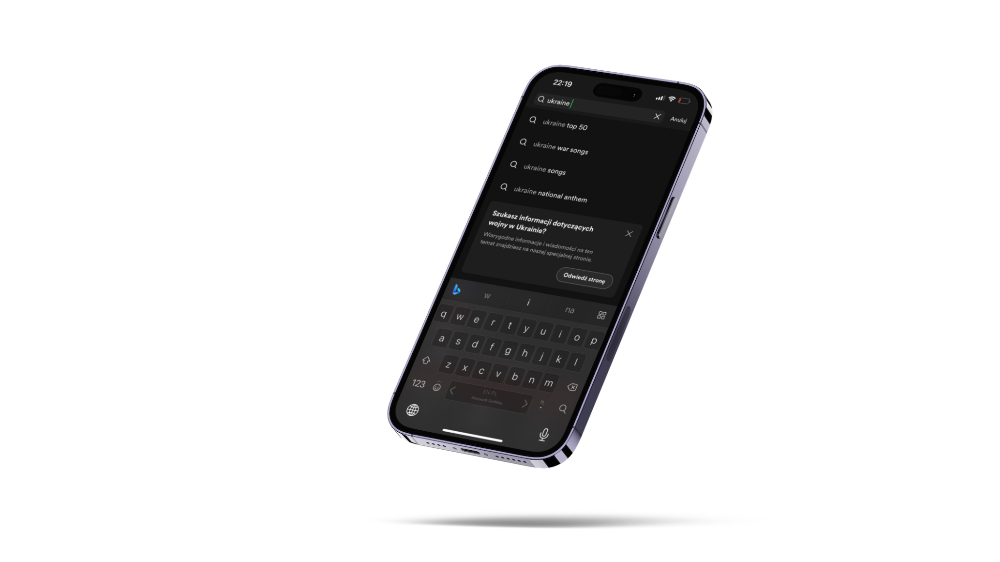 22:19
ukraine
Anuluj
ukraine top 50
ukraine war songs
ukraine songs
ukraine national anthem
Szukasz informacji dotyczących
wojny w Ukrainie?
Wiarygodne informacje i wiadomości na ten
temat znajdziesz na naszej specjalnej stronie.
Odwiedź stronę
w i na
q w e r t y u i o p
a s d f g h j k l
z x c v b n m
123
EN PL
Microsoft SwiftKey
?!,
.